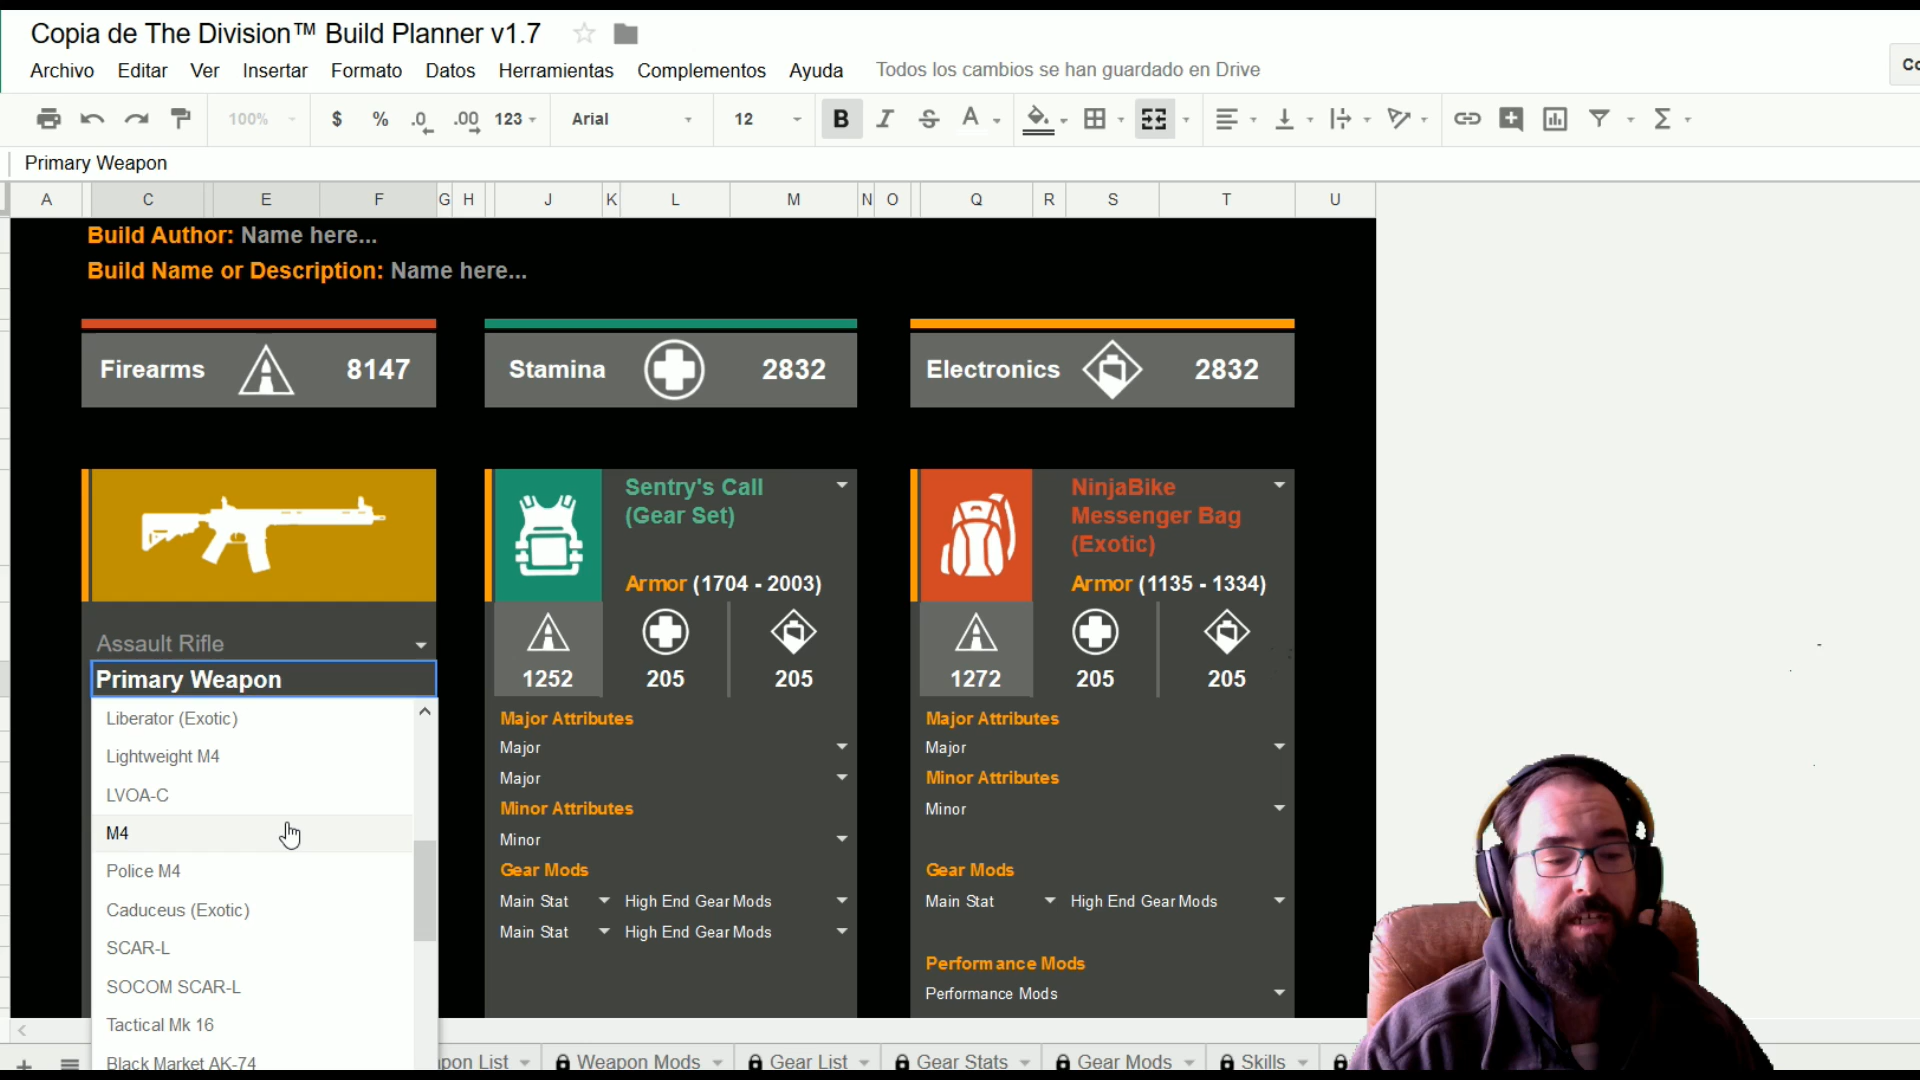 Copia de The Division™ Build Planner v1.7
Archivo Editar Ver Insertar Formato Datos Herramientas Complementos Ayuda Todos los cambios se han guardado en Drive
100% $ % .0 .00 123 Arial 12 B I S A
Primary Weapon
A C E F G H J K L M N O Q R S T U
Build Author: Name here...
Build Name or Description: Name here...
Firearms 8147 Stamina 2832 Electronics 2832
Sentry's Call (Gear Set)
Armor (1704 - 2003)
NinjaBike Messenger Bag (Exotic)
Armor (1135 - 1334)
Assault Rifle
Primary Weapon
1252 205 205
1272 205 205
Liberator (Exotic)
Lightweight M4
LVOA-C
M4
Police M4
Caduceus (Exotic)
SCAR-L
SOCOM SCAR-L
Tactical Mk 16
Black Market AK-74
Major Attributes
Major
Major
Minor Attributes
Minor
Gear Mods
Main Stat High End Gear Mods
Main Stat High End Gear Mods
Major Attributes
Major
Minor Attributes
Minor
Gear Mods
Main Stat High End Gear Mods
Performance Mods
Performance Mods
List Weapon Mods Gear List Gear Stats Gear Mods Skills